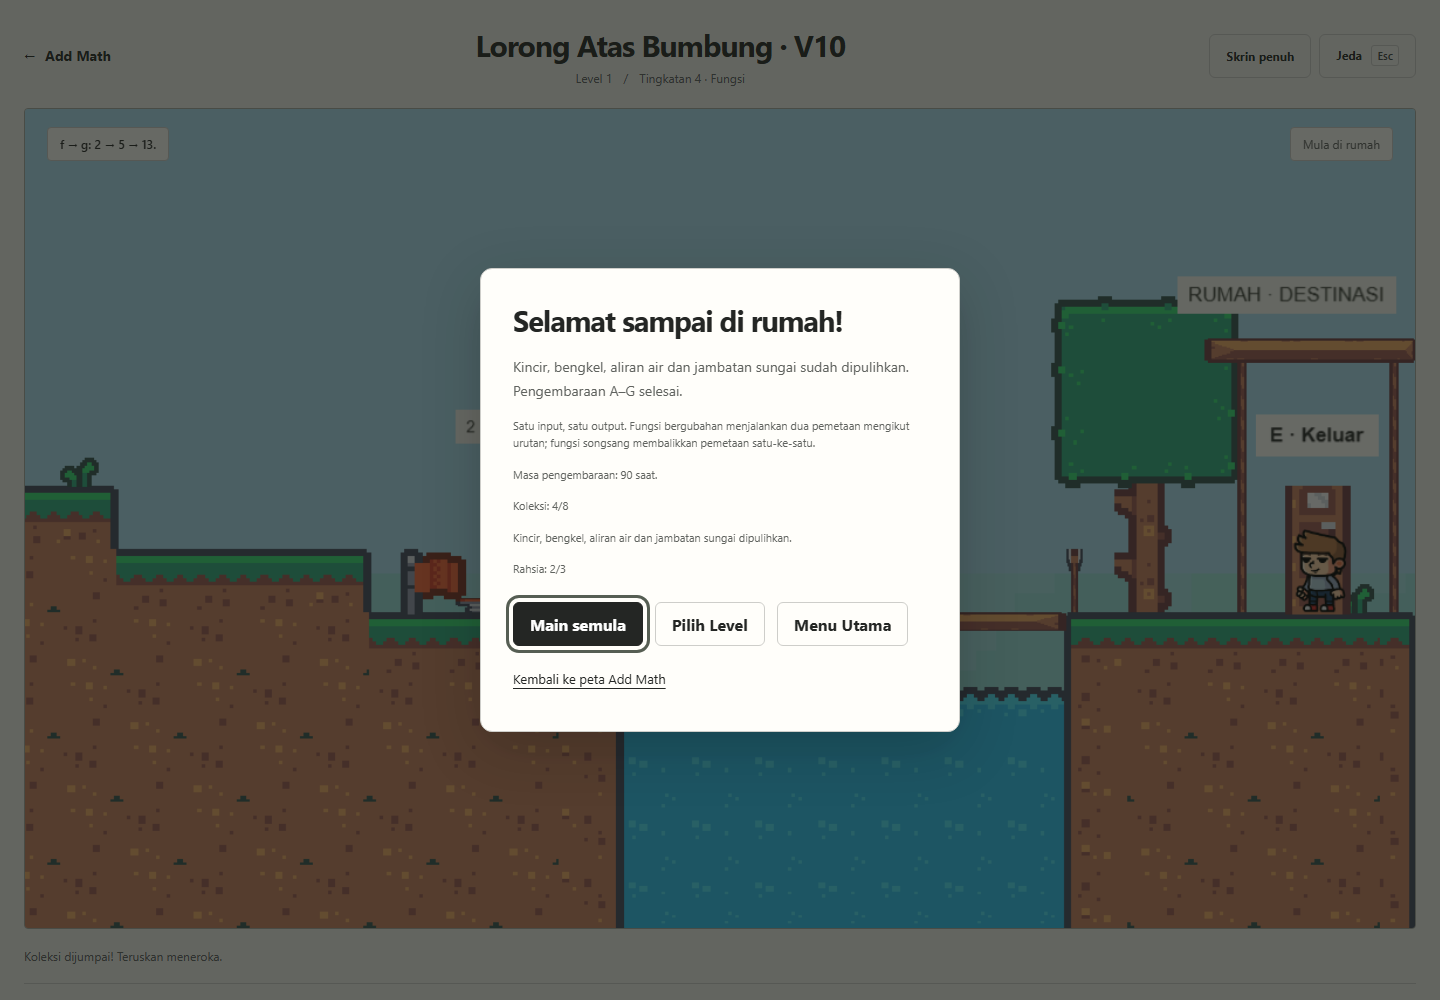 ← Add Math
Lorong Atas Bumbung · V10
Level 1 / Tingkatan 4 · Fungsi
Skrin penuh
Jeda Esc
f → g: 2 → 5 → 13.
Mula di rumah
RUMAH · DESTINASI
2
E · Keluar
Selamat sampai di rumah!
Kincir, bengkel, aliran air dan jambatan sungai sudah dipulihkan.
Pengembaraan A–G selesai.
Satu input, satu output. Fungsi bergubahan menjalankan dua pemetaan mengikut
urutan; fungsi songsang membalikkan pemetaan satu-ke-satu.
Masa pengembaraan: 90 saat.
Koleksi: 4/8
Kincir, bengkel, aliran air dan jambatan sungai dipulihkan.
Rahsia: 2/3
Main semula
Pilih Level
Menu Utama
Kembali ke peta Add Math
Koleksi dijumpai! Teruskan meneroka.